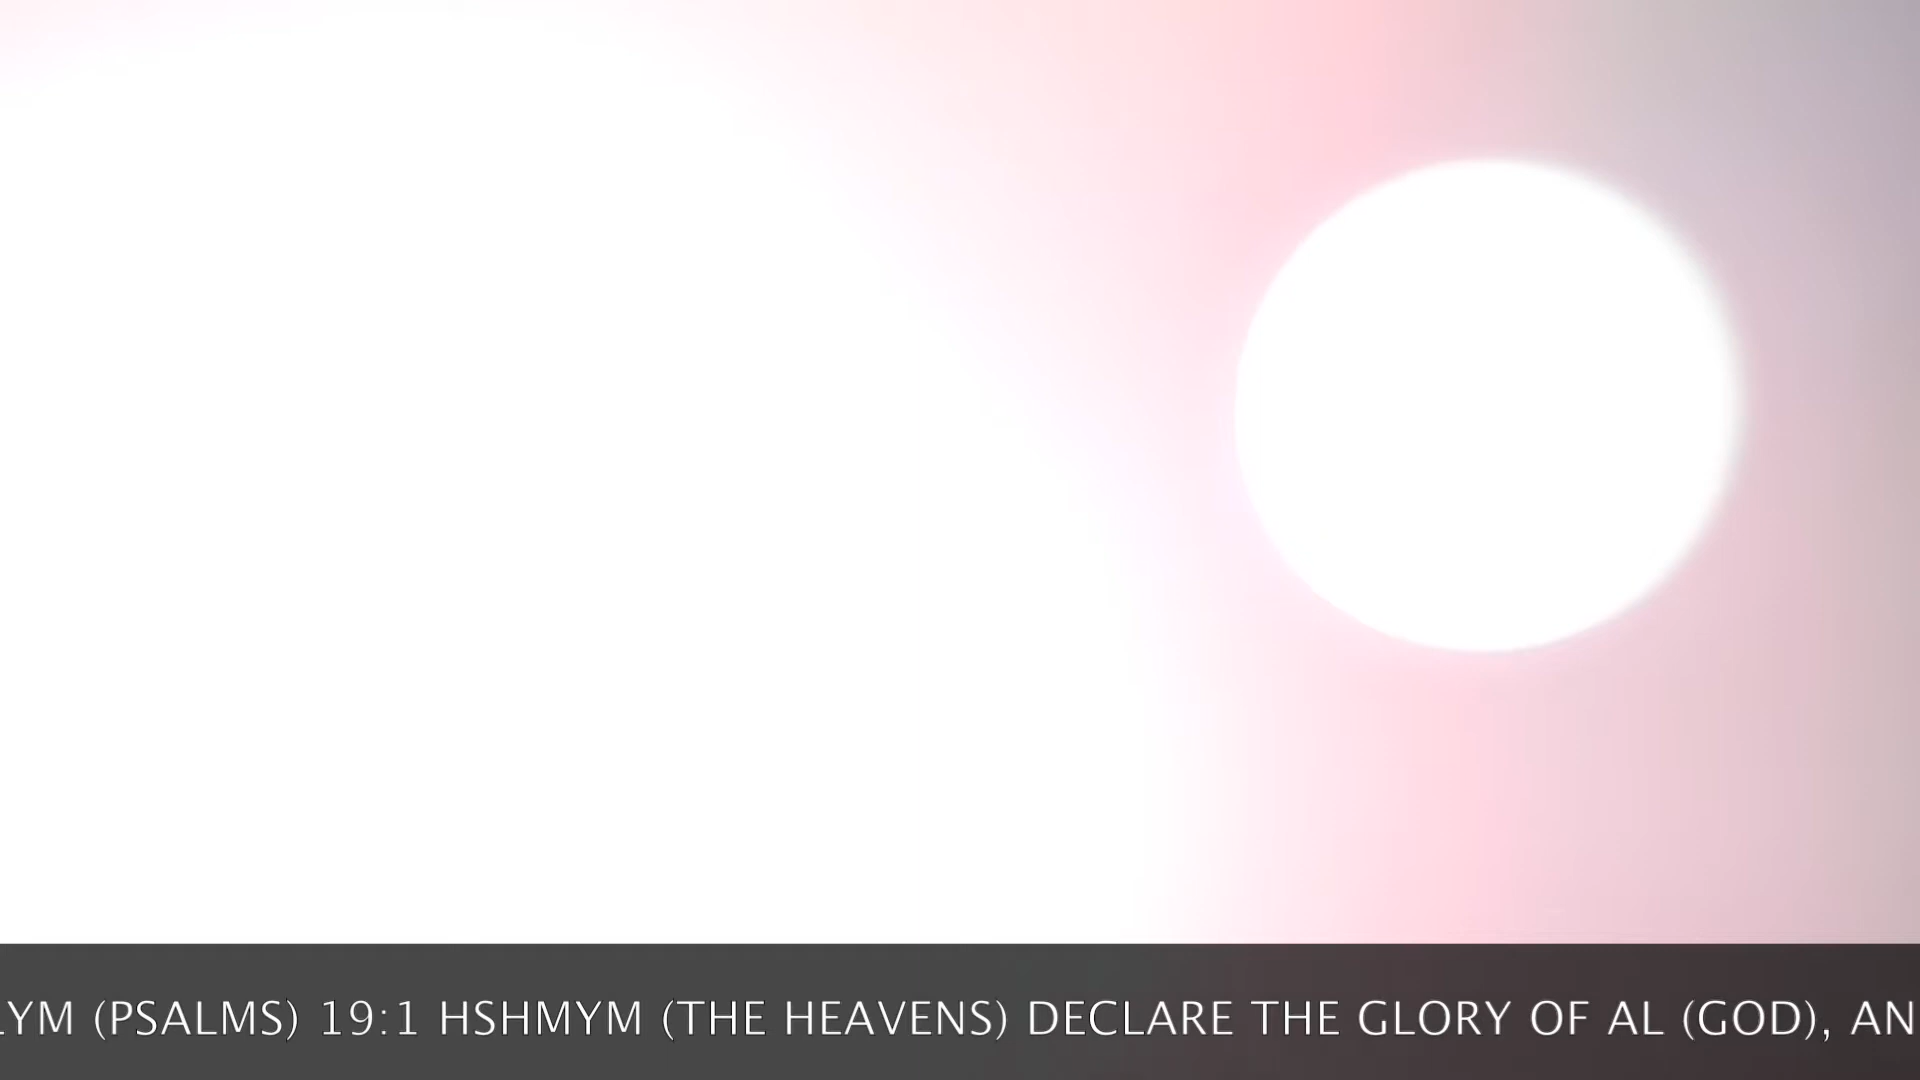 LYM (PSALMS) 19:1 HSHMYM (THE HEAVENS) DECLARE THE GLORY OF AL (GOD), AN